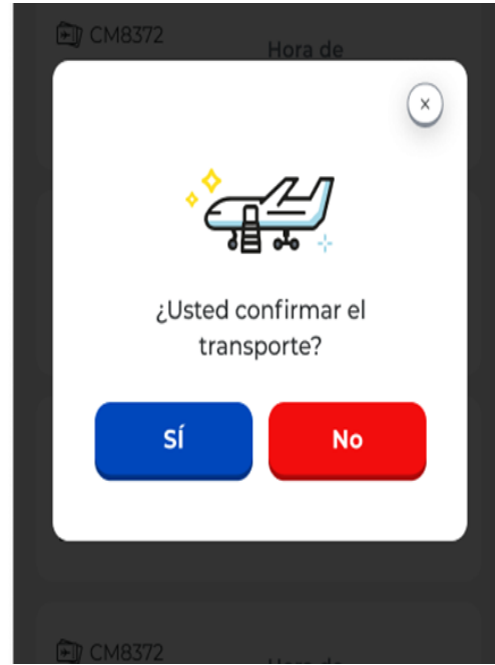 CM8372
Hora de
¿Usted confirmar el
transporte?
SÍ
No
CM8372
Hora de